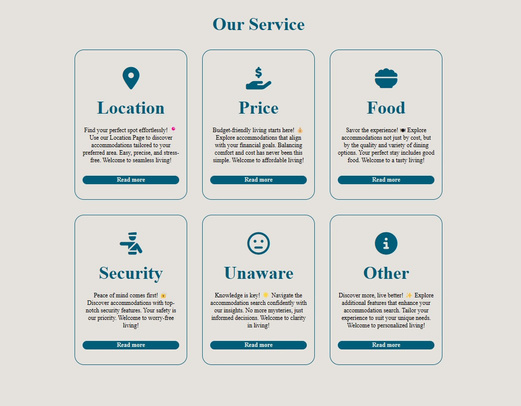 Our Service
Location
Find your perfect spot effortlessly! 📍
Use our Location Page to discover
accommodations tailored to your
preferred area. Easy, precise, and stress-
free. Welcome to seamless living!
Read more
Price
Budget-friendly living starts here! 💰
Explore accommodations that align
with your financial goals. Balancing
comfort and cost has never been this
simple. Welcome to affordable living!
Read more
Food
Savor the experience! 🍽 Explore
accommodations not just by cost, but
by the quality and variety of dining
options. Your perfect stay includes good
food. Welcome to a tasty living!
Read more
Security
Peace of mind comes first! 🔒
Discover accommodations with top-
notch security features. Your safety is
our priority. Welcome to worry-free
living!
Read more
Unaware
Knowledge is key! 🌟 Navigate the
accommodation search confidently with
our insights. No more mysteries, just
informed decisions. Welcome to clarity
in living!
Read more
Other
Discover more, live better! ✨ Explore
additional features that enhance your
accommodation search. Tailor your
experience to suit your unique needs.
Welcome to personalized living!
Read more